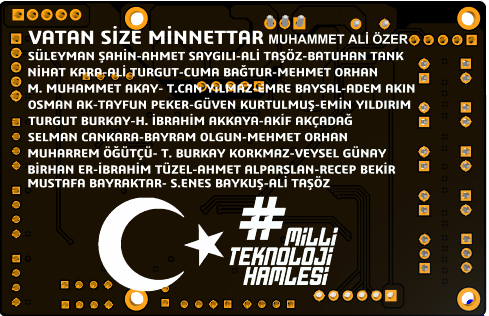 VATAN SİZE MİNNETTAR MUHAMMET ALİ ÖZER
SÜLEYMAN ŞAHİN-AHMET SAYGILI-ALİ TAŞÖZ-BATUHAN TANK
NİHAT KARA-ALİ TURGUT-CUMA BAĞTUR-MEHMET ORHAN
M. MUHAMMET AKAY- T.CAN YILMAZ-EMRE BAYSAL-ADEM AKIN
OSMAN AK-TAYFUN PEKER-GÜVEN KURTULMUŞ-EMİN YILDIRIM
TURGUT BURKAY-H. İBRAHİM AKKAYA-AKİF AKÇADAĞ
SELMAN CANKARA-BAYRAM OLGUN-MEHMET ORHAN
MUHARREM ÖĞÜTÇÜ- T. BURKAY KORKMAZ-VEYSEL GÜNAY
BİRHAN ER-İBRAHİM TÜZEL-AHMET ALPARSLAN-RECEP BEKİR
MUSTAFA BAYRAKTAR- S.ENES BAYKUŞ-ALİ TAŞÖZ
#MİLLİ
TEKNOLOJİ
HAMLESİ